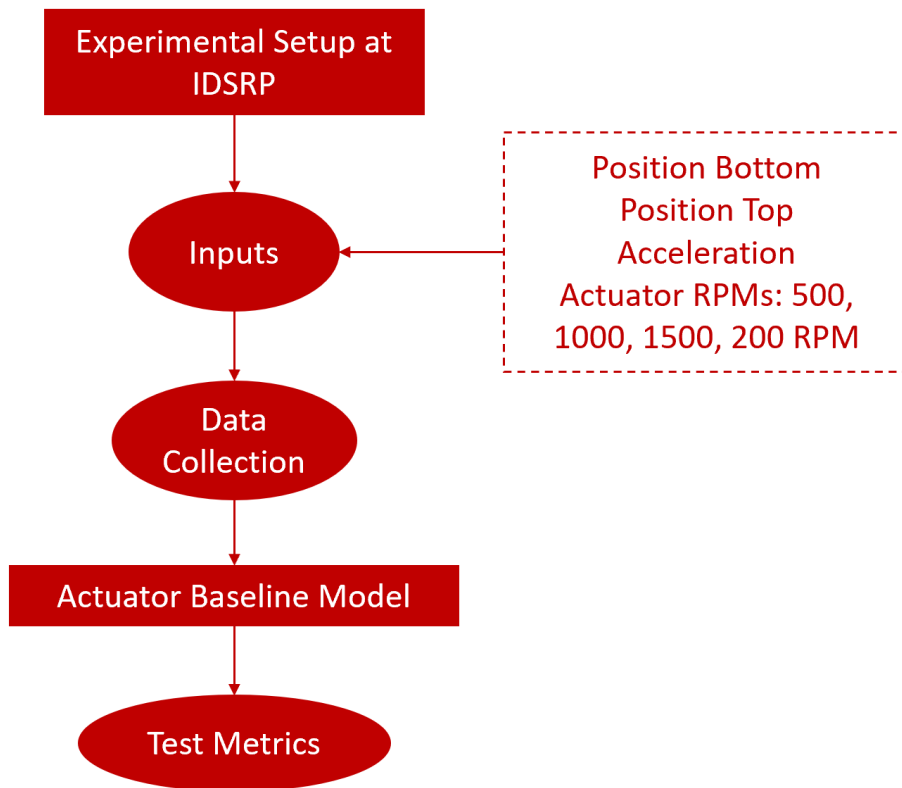 Experimental Setup at
IDSRP
Inputs
Position Bottom
Position Top
Acceleration
Actuator RPMs: 500,
1000, 1500, 200 RPM
Data
Collection
Actuator Baseline Model
Test Metrics